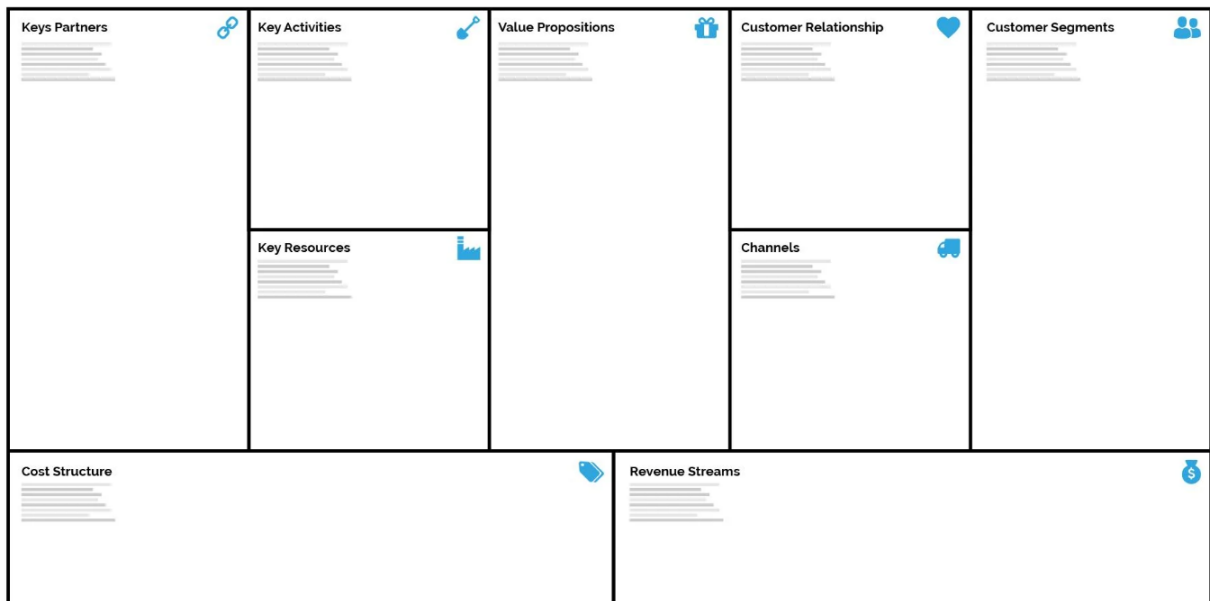 Keys Partners
Key Activities
Value Propositions
Customer Relationship
Customer Segments
Key Resources
Channels
Cost Structure
Revenue Streams
$